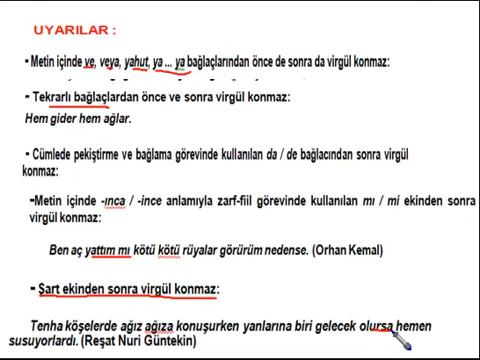 UYARILAR :
- Metin içinde ve, veya, yahut, ya ... ya bağlaçlarından önce de sonra da virgül konmaz:
- Tekrarlı bağlaçlardan önce ve sonra virgül konmaz:
Hem gider hem ağlar.
- Cümlede pekiştirme ve bağlama görevinde kullanılan da / de bağlacından sonra virgül
konmaz:
-Metin içinde -ınca / -ince anlamıyla zarf-fiil görevinde kullanılan mı / mi ekinden sonra
virgül konmaz:
Ben aç yattım mı kötü kötü rüyalar görürüm nedense. (Orhan Kemal)
- Şart ekinden sonra virgül konmaz:
Tenha köşelerde ağız ağıza konuşurken yanlarına biri gelecek olursa hemen
susuyorlardı. (Reşat Nuri Güntekin)